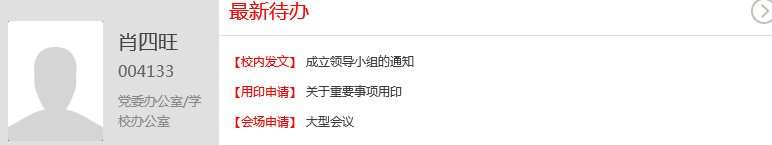 肖四旺
004133
党委办公室/学
校办公室
最新待办
【校内发文】 成立领导小组的通知
【用印申请】 关于重要事项用印
【会场申请】 大型会议